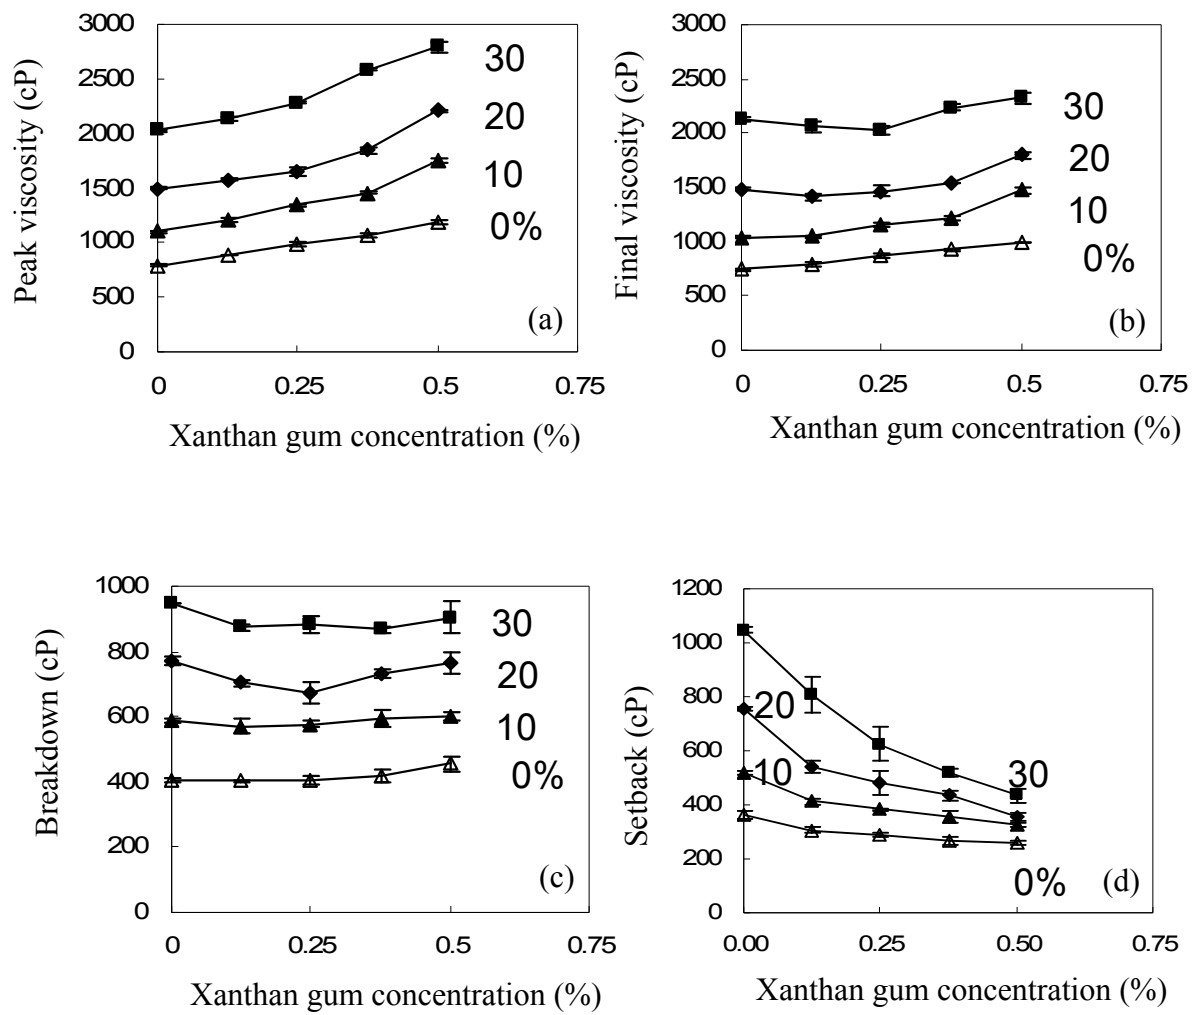 3000
2500
2000
1500
1000
500
0
Peak viscosity (cP)
30
20
10
0%
(a)
0 0.25 0.5 0.75
Xanthan gum concentration (%)
3000
2500
2000
1500
1000
500
0
Final viscosity (cP)
30
20
10
0%
(b)
0 0.25 0.5 0.75
Xanthan gum concentration (%)
1000
800
600
400
200
0
Breakdown (cP)
30
20
10
0%
(c)
0 0.25 0.5 0.75
Xanthan gum concentration (%)
1200
1000
800
600
400
200
0
Setback (cP)
20
10
30
0%
(d)
0.00 0.25 0.50 0.75
Xanthan gum concentration (%)